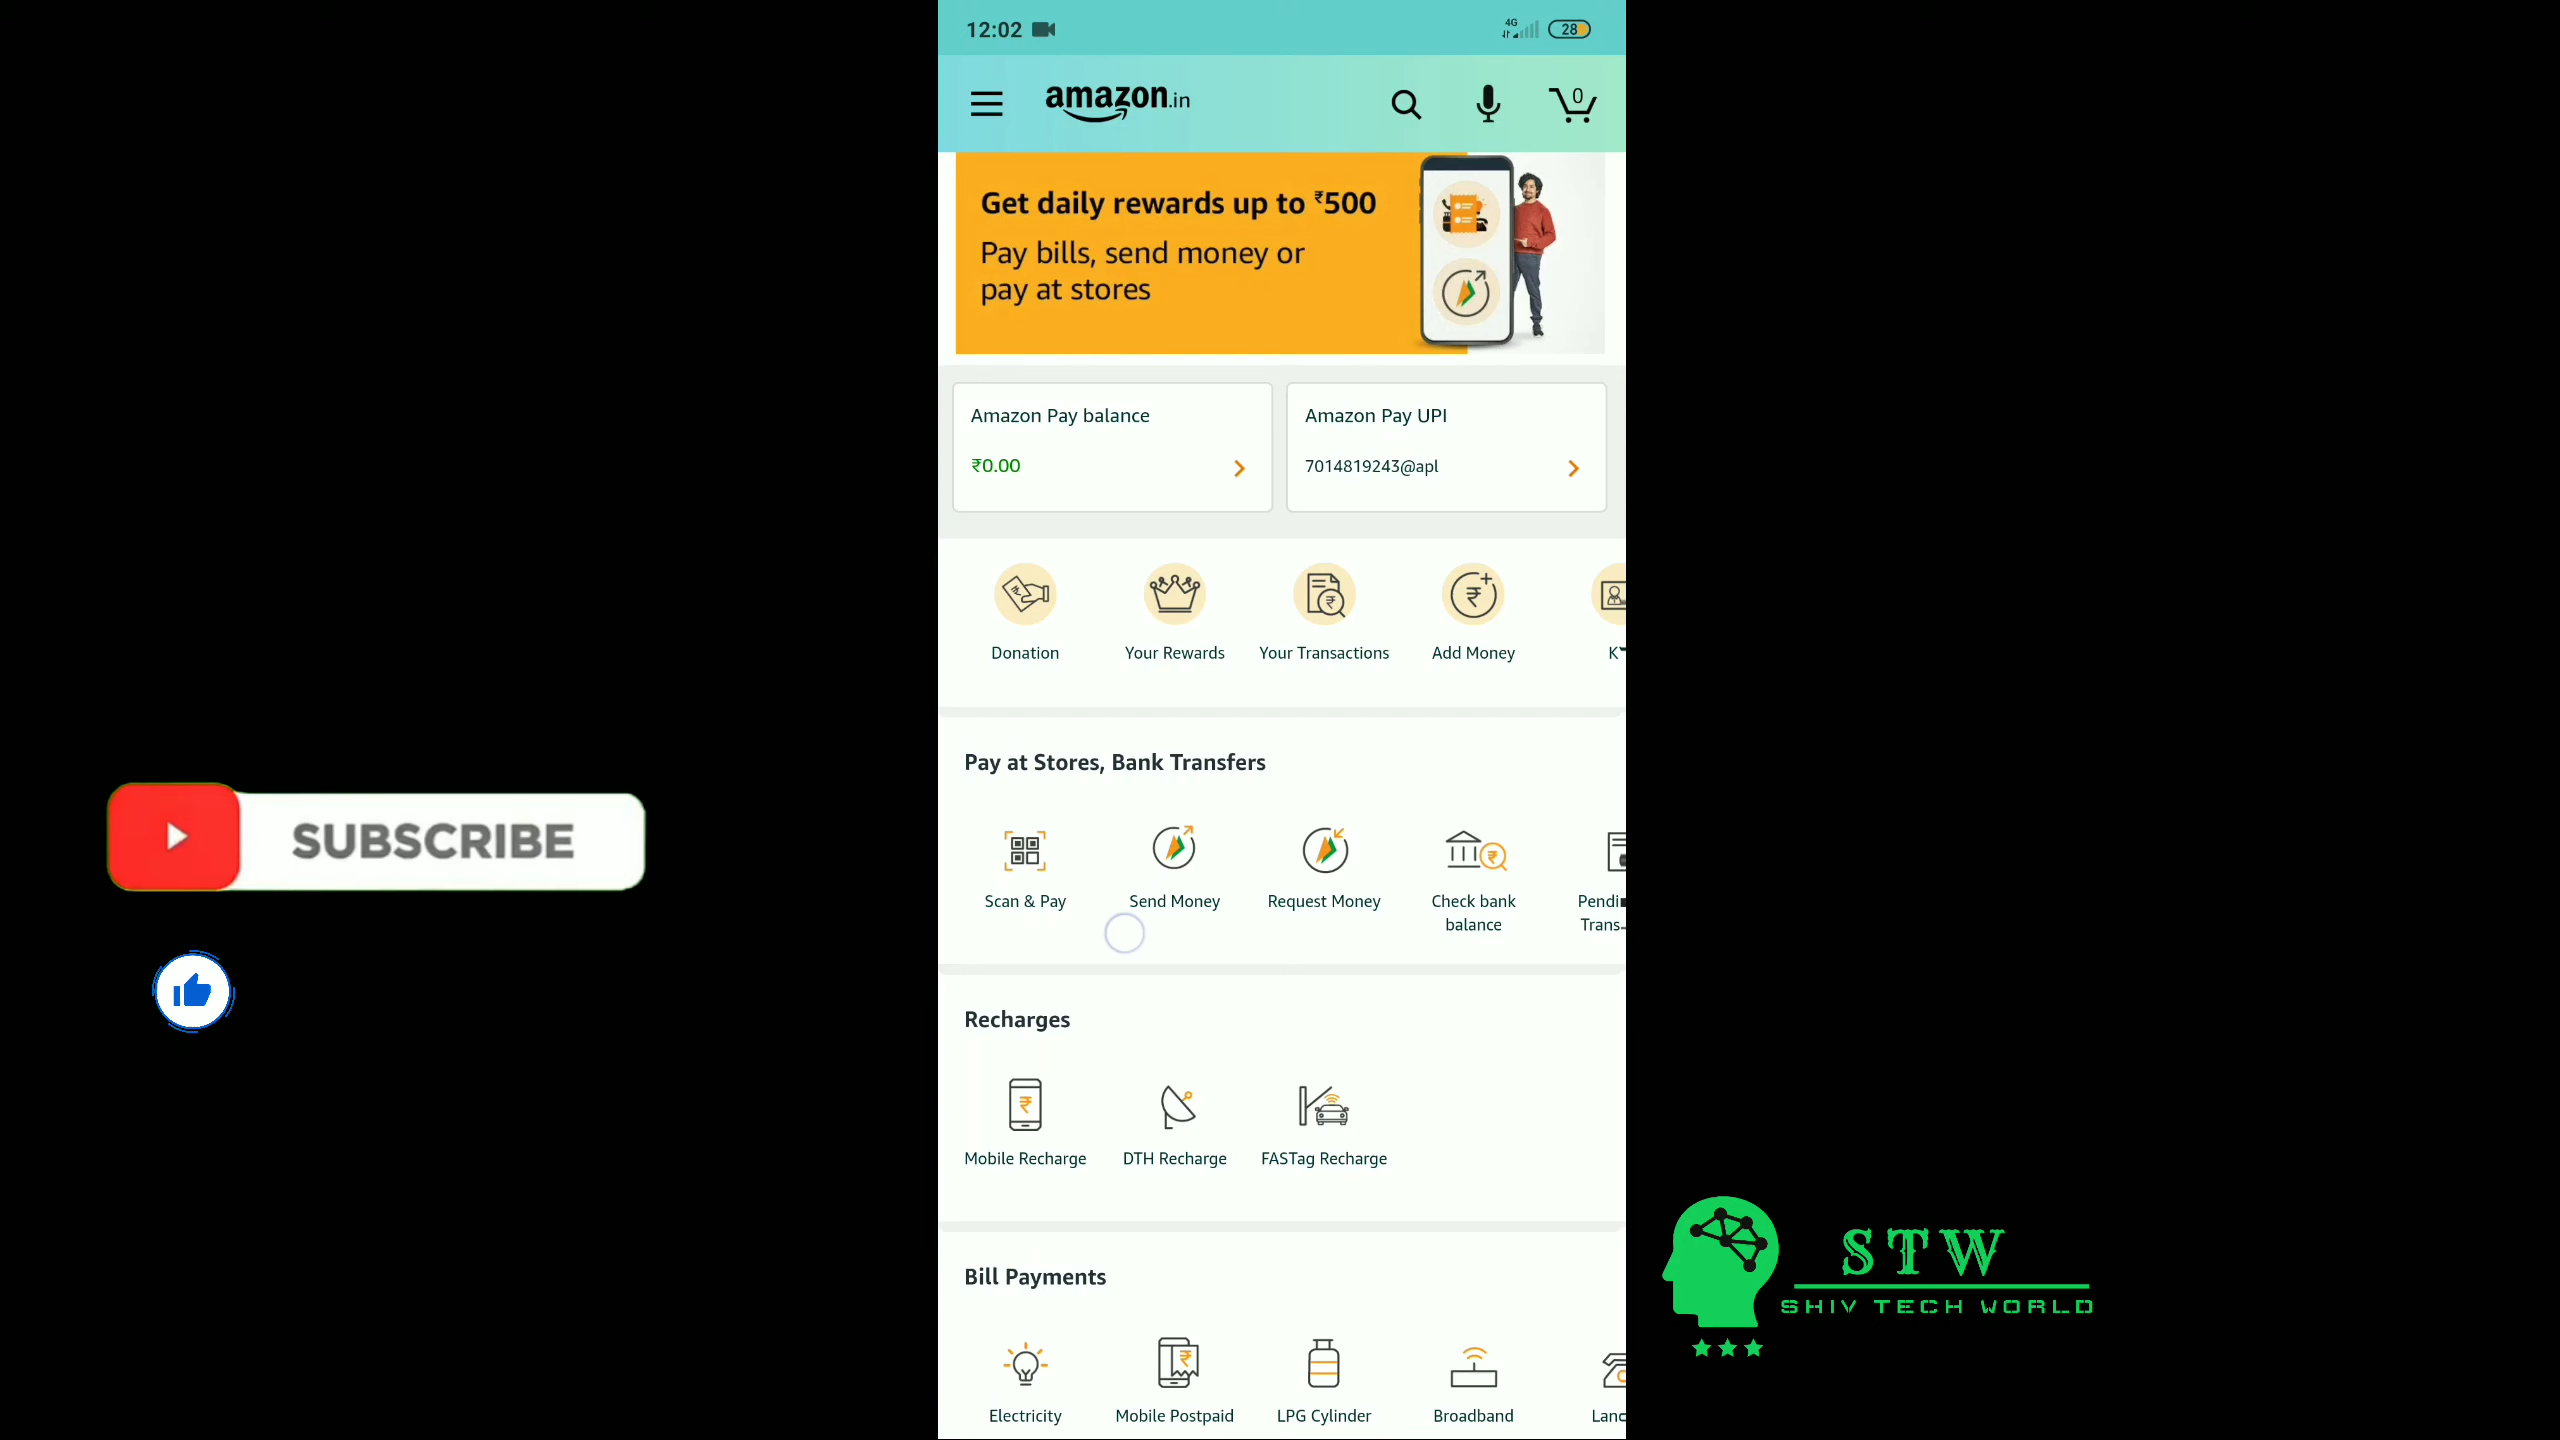 12:02
4G
28
amazon.in
0
Get daily rewards up to ₹500
Pay bills, send money or
pay at stores
Amazon Pay balance
₹0.00
Amazon Pay UPI
7014819243@apl
Donation
Your Rewards
Your Transactions
Add Money
Pay at Stores, Bank Transfers
Scan & Pay
Send Money
Request Money
Check bank
balance
Recharges
Mobile Recharge
DTH Recharge
FASTag Recharge
Bill Payments
Electricity
Mobile Postpaid
LPG Cylinder
Broadband
SUBSCRIBE
STW
SHIV TECH WORLD